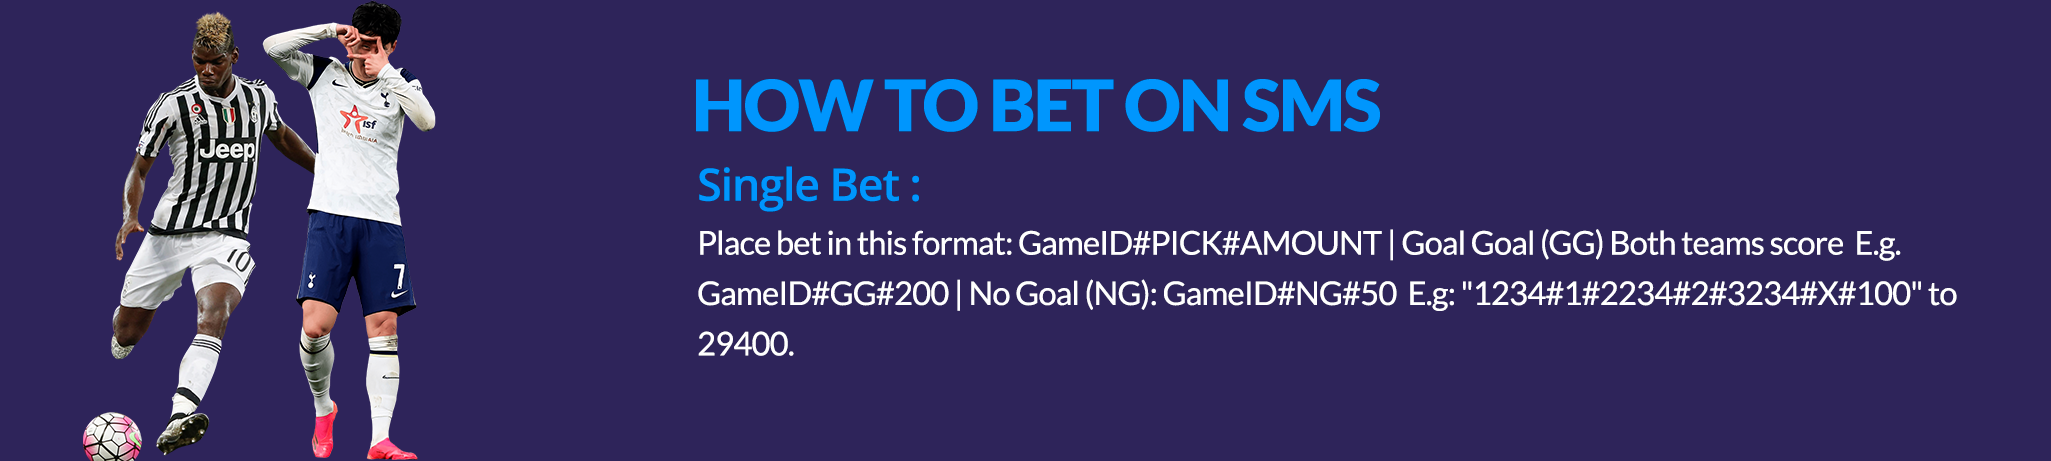 HOW TO BET ON SMS
Single Bet :
Place bet in this format: GameID#PICK#AMOUNT | Goal Goal (GG) Both teams score E.g.
GameID#GG#200 | No Goal (NG): GameID#NG#50 E.g: "1234#1#2234#2#3234#X#100" to
29400.
Jeep
10
isf
7